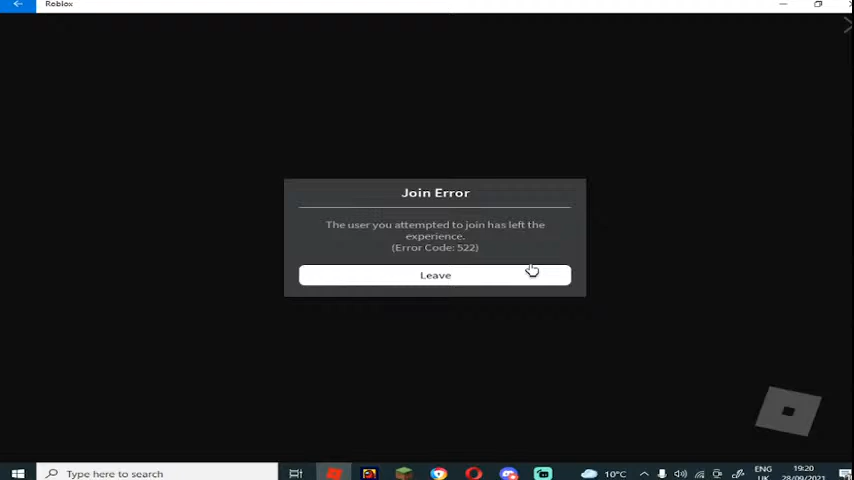 Roblox
Join Error
The user you attempted to join has left the
experience.
(Error Code: 522)
Leave
Type here to search
10°C
ENG
UK
19:20
28/09/2021